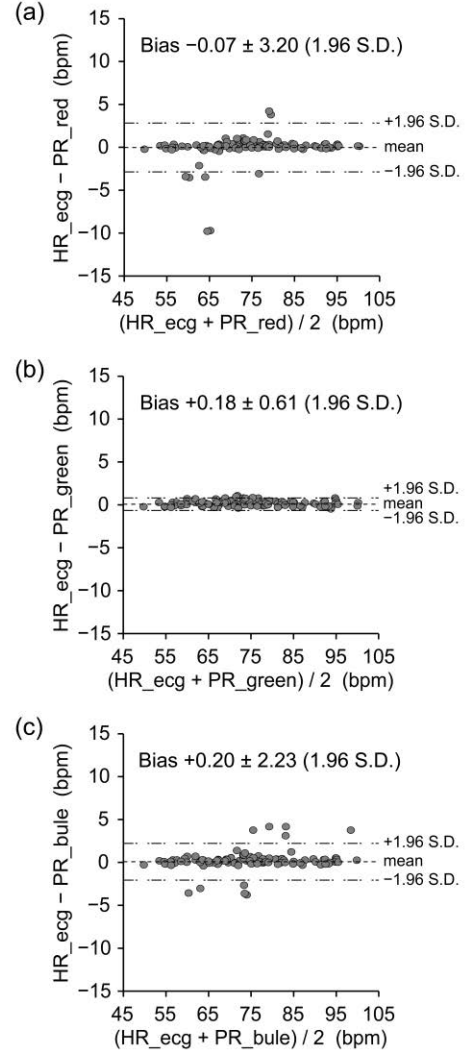 (a)
Bias −0.07 ± 3.20 (1.96 S.D.)
HR_ecg − PR_red (bpm)
15
10
5
0
−5
−10
−15
+1.96 S.D.
mean
−1.96 S.D.
45 55 65 75 85 95 105
(HR_ecg + PR_red) / 2 (bpm)
(b)
Bias +0.18 ± 0.61 (1.96 S.D.)
HR_ecg − PR_green (bpm)
15
10
5
0
−5
−10
−15
+1.96 S.D.
mean
−1.96 S.D.
45 55 65 75 85 95 105
(HR_ecg + PR_green) / 2 (bpm)
(c)
Bias +0.20 ± 2.23 (1.96 S.D.)
HR_ecg − PR_bule (bpm)
15
10
5
0
−5
−10
−15
+1.96 S.D.
mean
−1.96 S.D.
45 55 65 75 85 95 105
(HR_ecg + PR_bule) / 2 (bpm)